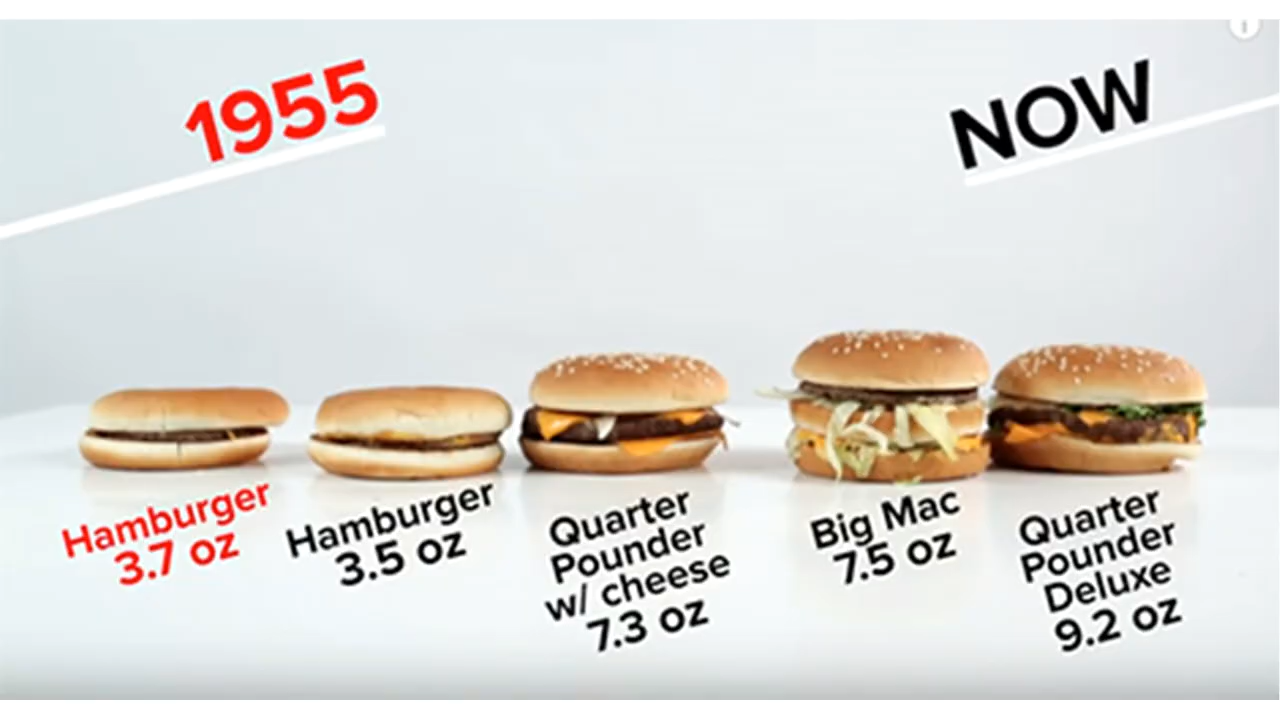 1955
NOW
Hamburger
3.7 oz
Hamburger
3.5 oz
Quarter
Pounder
w/ cheese
7.3 oz
Big Mac
7.5 oz
Quarter
Pounder
Deluxe
9.2 oz